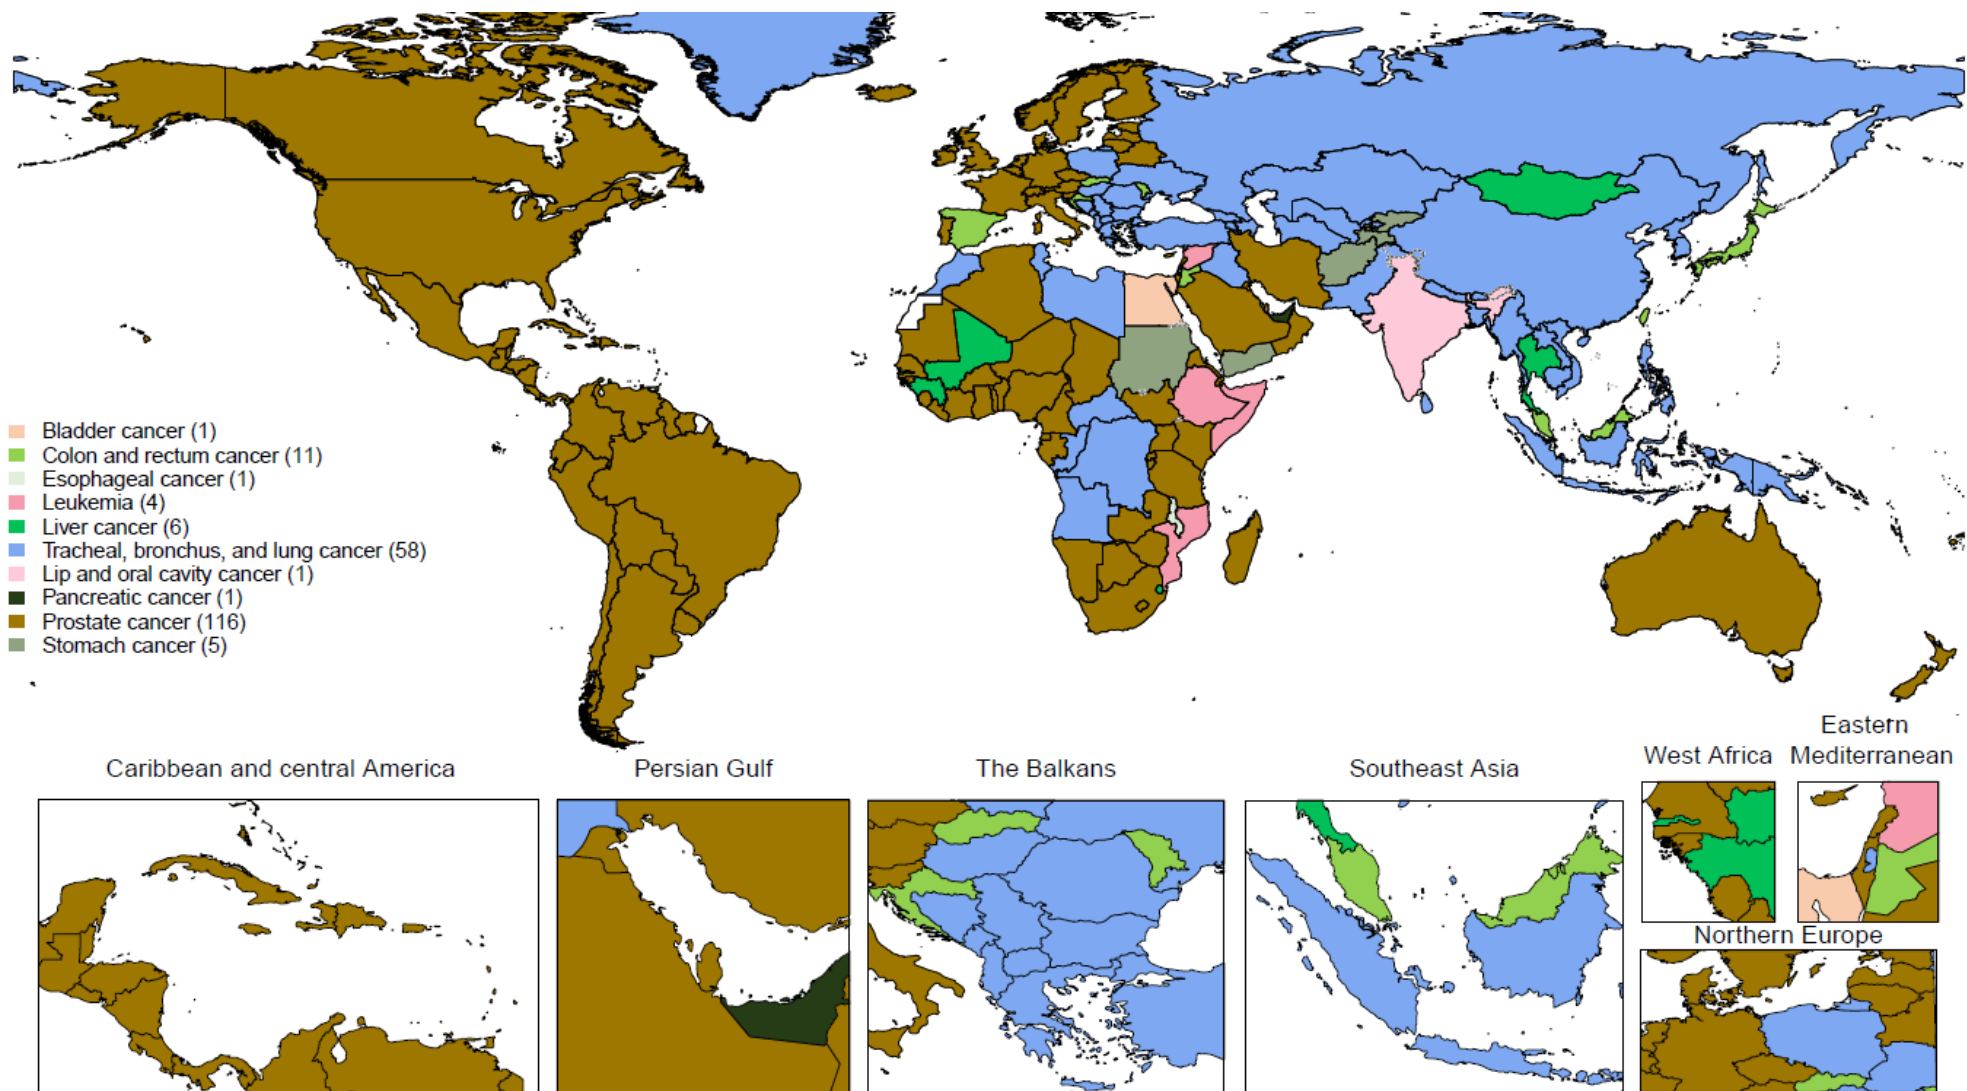 Bladder cancer (1)
Colon and rectum cancer (11)
Esophageal cancer (1)
Leukemia (4)
Liver cancer (6)
Tracheal, bronchus, and lung cancer (58)
Lip and oral cavity cancer (1)
Pancreatic cancer (1)
Prostate cancer (116)
Stomach cancer (5)
Caribbean and central America
Persian Gulf
The Balkans
Southeast Asia
West Africa
Eastern
Mediterranean
Northern Europe